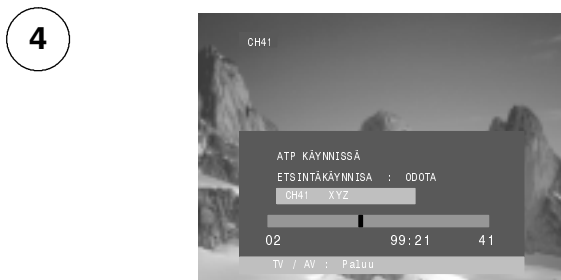 4
CH41
ATP KÄYNNISSÄ
ETSINTÄKÄYNNISA : ODOTA
CH41 XYZ
02 99:21 41
TV / AV : Paluu